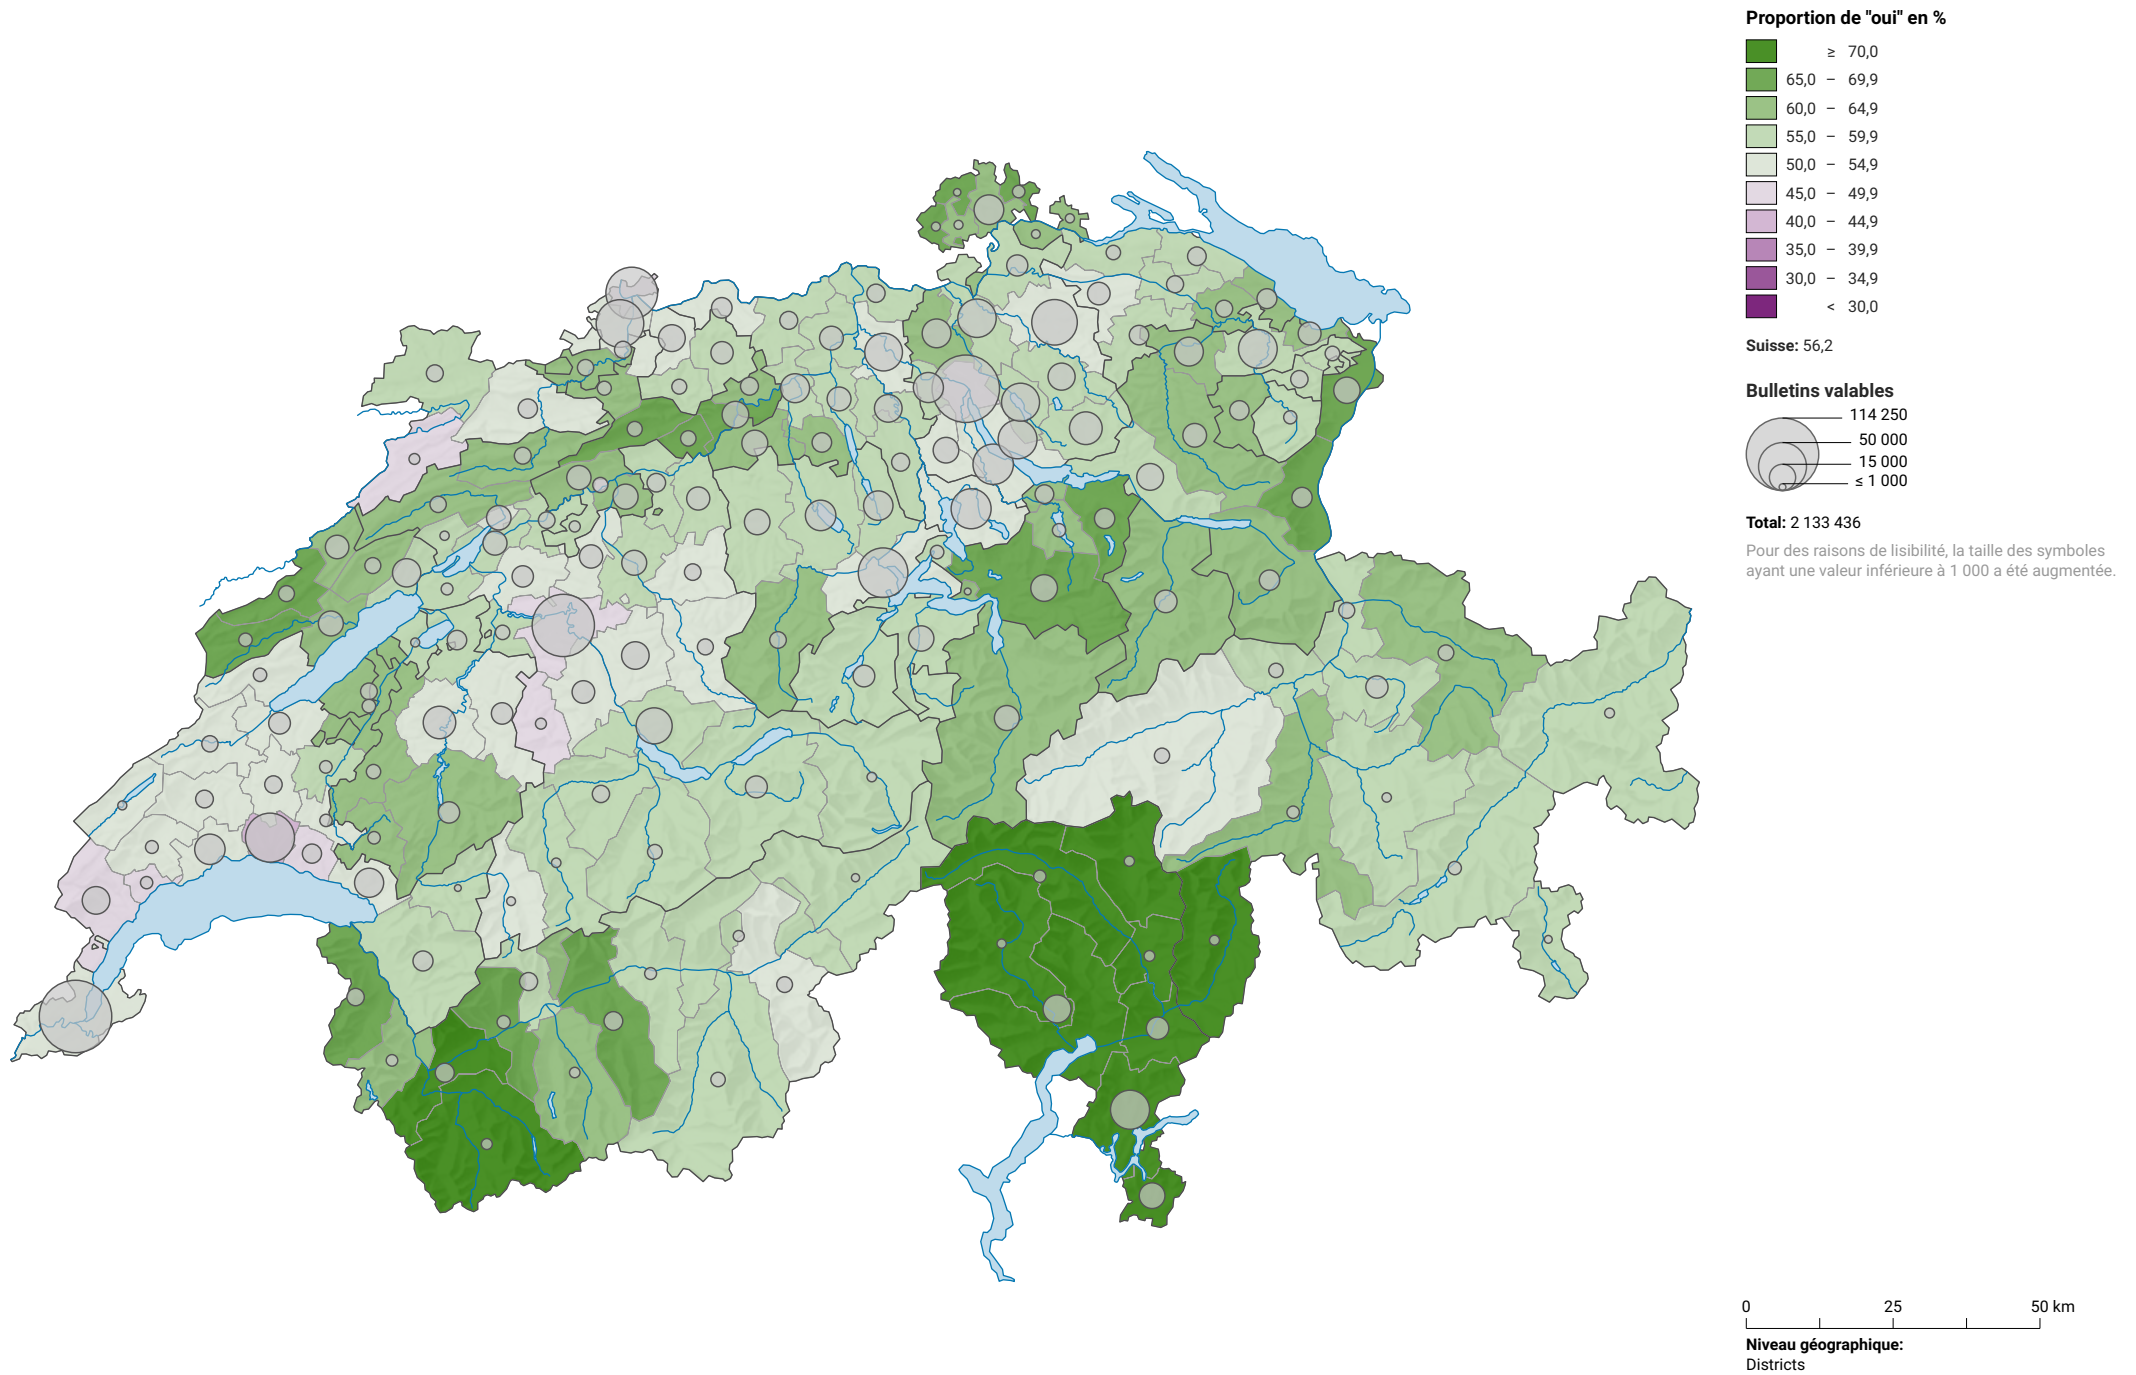 Proportion de "oui" en %
≥ 70,0
65,0 – 69,9
60,0 – 64,9
55,0 – 59,9
50,0 – 54,9
45,0 – 49,9
40,0 – 44,9
35,0 – 39,9
30,0 – 34,9
< 30,0
Suisse: 56,2
Bulletins valables
114 250
50 000
15 000
≤ 1 000
Total: 2 133 436
Pour des raisons de lisibilité, la taille des symboles
ayant une valeur inférieure à 1 000 a été augmentée.
0 25 50 km
Niveau géographique:
Districts